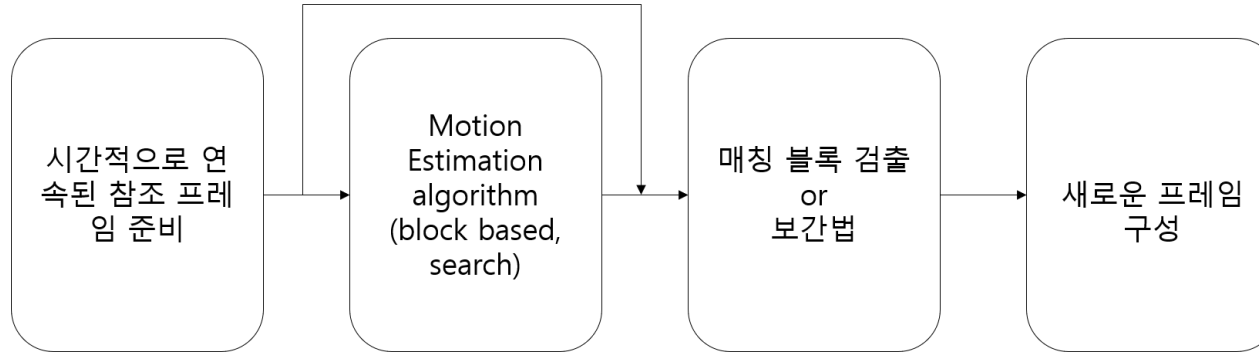 시간적으로 연
속된 참조 프레
임 준비
Motion
Estimation
algorithm
(block based,
search)
매칭 블록 검출
or
보간법
새로운 프레임
구성